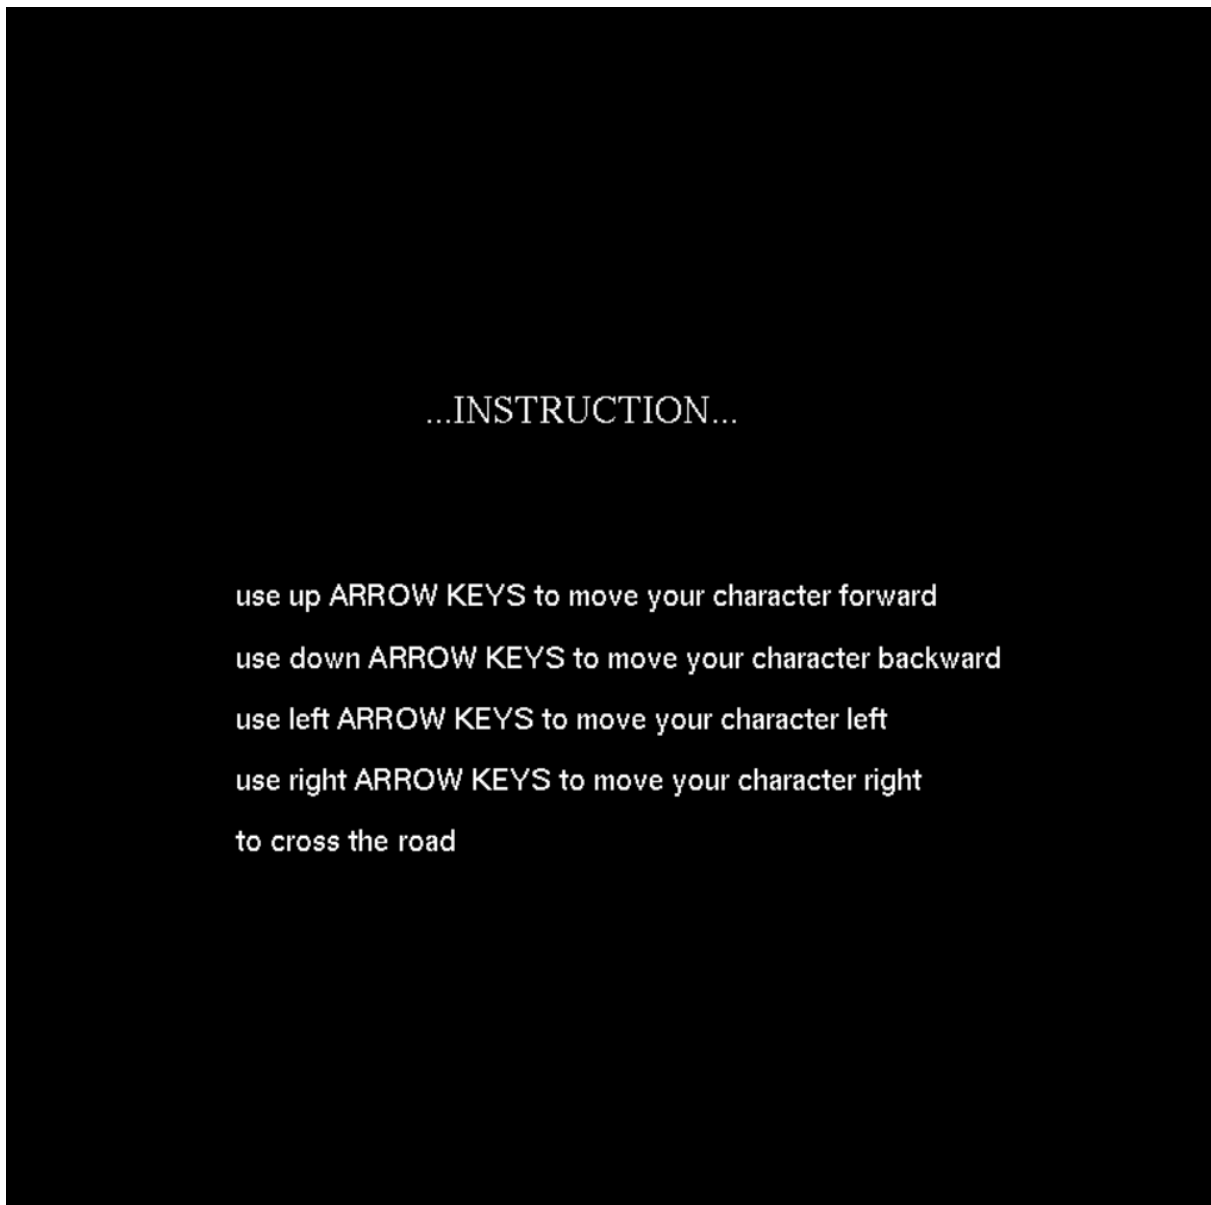 ...INSTRUCTION...
use up ARROW KEYS to move your character forward
use down ARROW KEYS to move your character backward
use left ARROW KEYS to move your character left
use right ARROW KEYS to move your character right
to cross the road